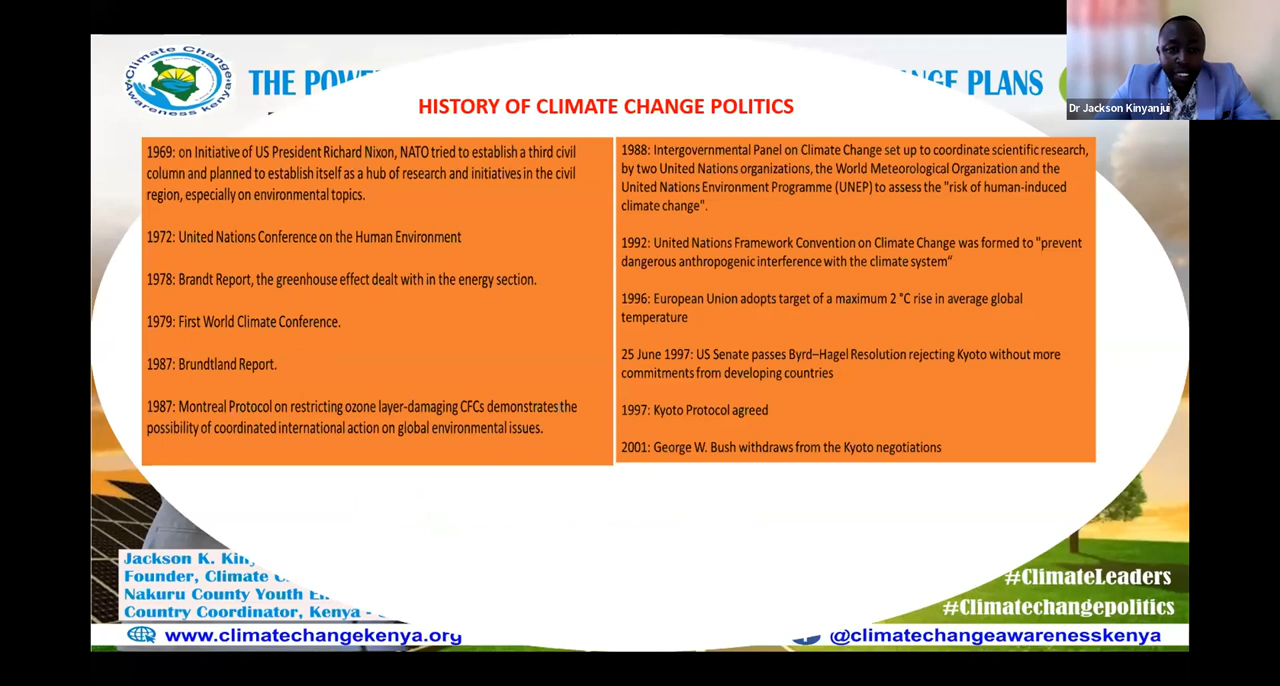 Climate Change
Awareness Kenya
THE POWE
NGE PLANS
HISTORY OF CLIMATE CHANGE POLITICS
Dr Jackson Kinyanjui
1969: on Initiative of US President Richard Nixon, NATO tried to establish a third civil
column and planned to establish itself as a hub of research and initiatives in the civil
region, especially on environmental topics.
1972: United Nations Conference on the Human Environment
1978: Brandt Report, the greenhouse effect dealt with in the energy section.
1979: First World Climate Conference.
1987: Brundtland Report.
1987: Montreal Protocol on restricting ozone layer-damaging CFCs demonstrates the
possibility of coordinated international action on global environmental issues.
1988: Intergovernmental Panel on Climate Change set up to coordinate scientific research,
by two United Nations organizations, the World Meteorological Organization and the
United Nations Environment Programme (UNEP) to assess the "risk of human-induced
climate change".
1992: United Nations Framework Convention on Climate Change was formed to "prevent
dangerous anthropogenic interference with the climate system“
1996: European Union adopts target of a maximum 2 °C rise in average global
temperature
25 June 1997: US Senate passes Byrd–Hagel Resolution rejecting Kyoto without more
commitments from developing countries
1997: Kyoto Protocol agreed
2001: George W. Bush withdraws from the Kyoto negotiations
Jackson K. Kin
Founder, Climate C
Nakuru County Youth En
Country Coordinator, Kenya -
#ClimateLeaders
#Climatechangepolitics
www.climatechangekenya.org
@climatechangeawarenesskenya